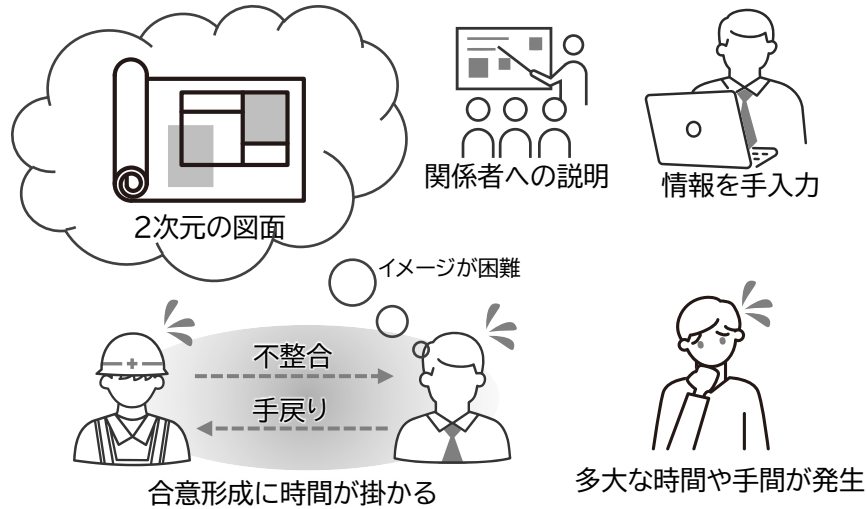 2次元の図面
関係者への説明
情報を手入力
イメージが困難
不整合
手戻り
合意形成に時間が掛かる
多大な時間や手間が発生